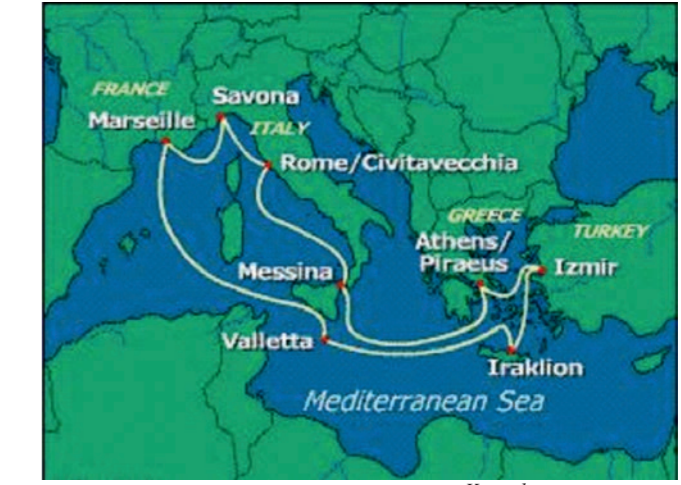 FRANCE
Savona
Marseille
ITALY
Rome/Civitavecchia
GREECE
TURKEY
Athens/
Piraeus
Izmir
Messina
Valletta
Iraklion
Mediterranean Sea